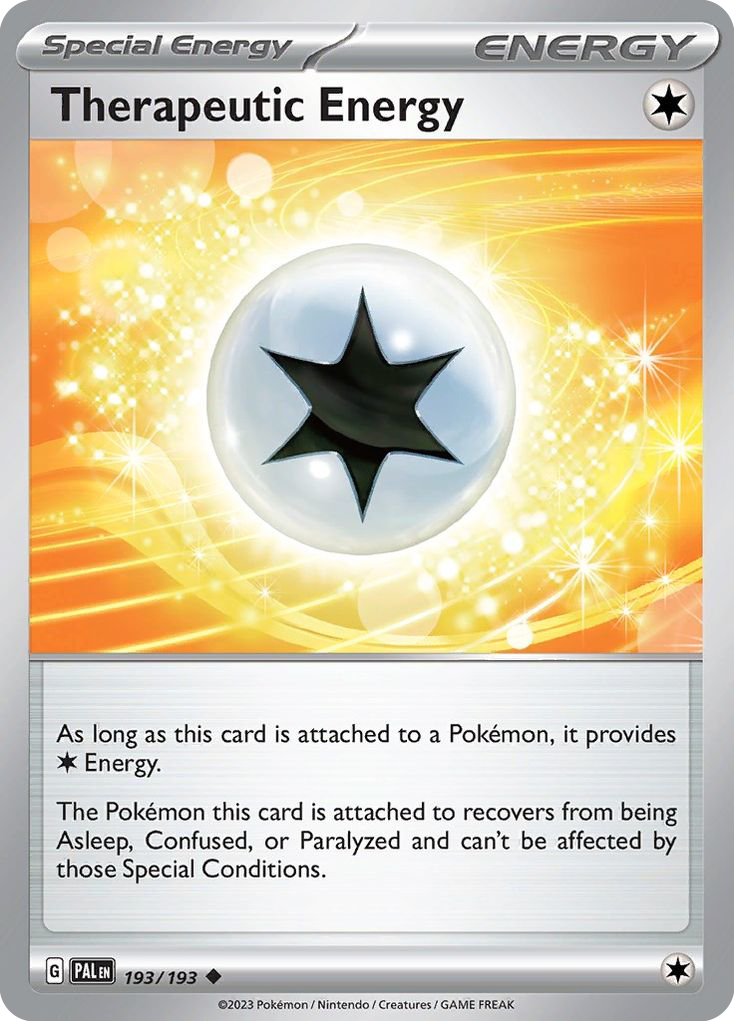 Special Energy ENERGY
Therapeutic Energy
As long as this card is attached to a Pokémon, it provides
Energy.
The Pokémon this card is attached to recovers from being
Asleep, Confused, or Paralyzed and can't be affected by
those Special Conditions.
G PAL EN 193/193
©2023 Pokémon / Nintendo / Creatures / GAME FREAK